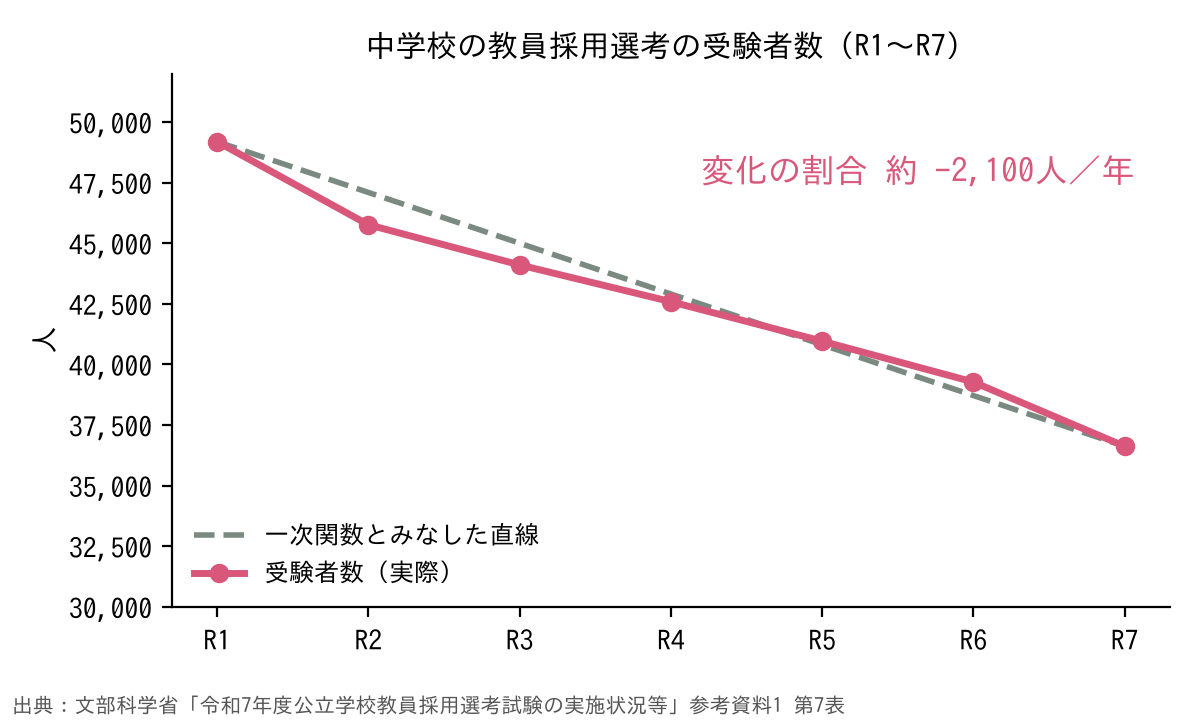 中学校の教員採用選考の受験者数（R1～R7）
変化の割合 約 -2,100人／年
人
50,000
47,500
45,000
42,500
40,000
37,500
35,000
32,500
30,000
一次関数とみなした直線
受験者数（実際）
R1 R2 R3 R4 R5 R6 R7
出典：文部科学省「令和7年度公立学校教員採用選考試験の実施状況等」参考資料1 第7表